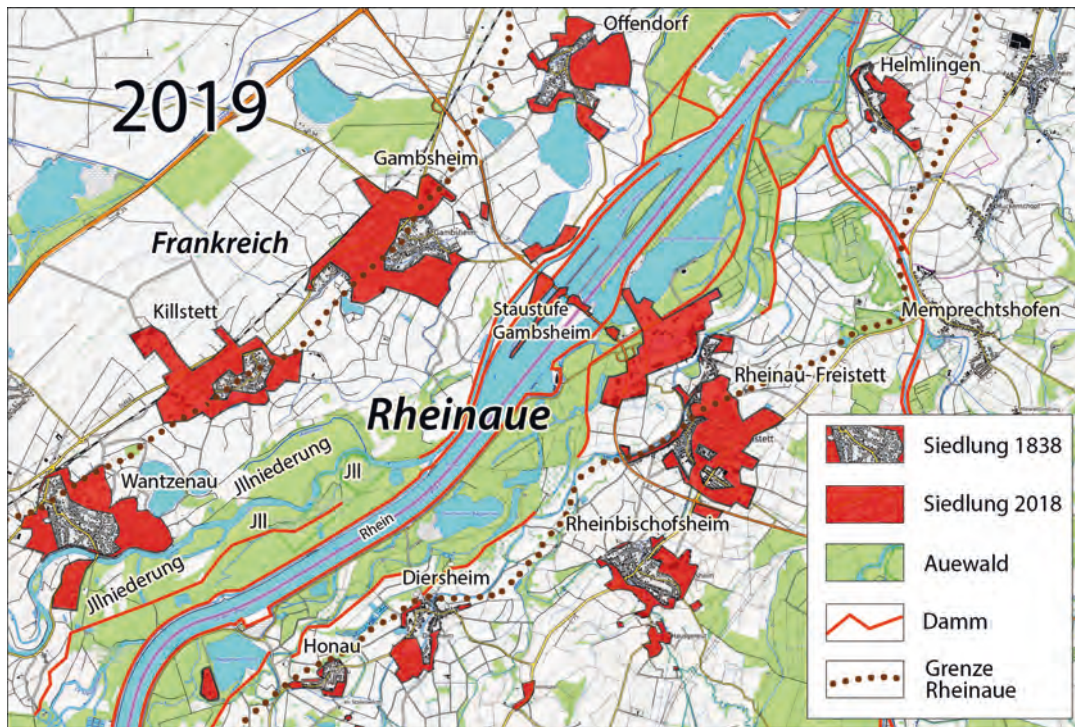 Offendorf
Helmlingen
2019
Gambsheim
Gambsheim
Frankreich
Killstett
Staustufe
Gambsheim
Memprechtshofen
Rheinau-Freistett
Rheinaue
Wantzenau
Jllniederung
Jll
Jll
Rhein
Jllniederung
Rheinbischofsheim
Diersheim
Honau
Siedlung 1838
Siedlung 2018
Auewald
Damm
Grenze
Rheinaue